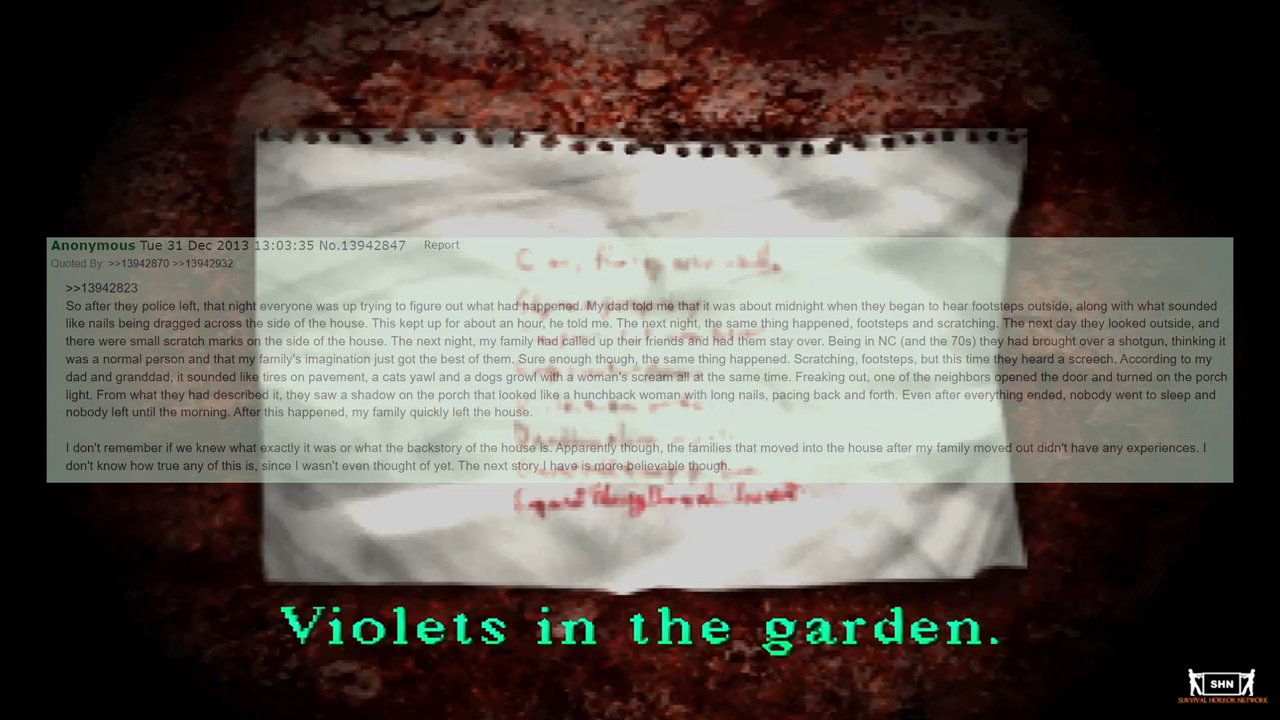 Anonymous Tue 31 Dec 2013 13:03:35 No.13942847 Report
Quoted By: >>13942870 >>13942932
>>13942823
So after they police left, that night everyone was up trying to figure out what had happened. My dad told me that it was about midnight when they began to hear footsteps outside, along with what sounded
like nails being dragged across the side of the house. This kept up for about an hour, he told me. The next night, the same thing happened, footsteps and scratching. The next day they looked outside, and
there were small scratch marks on the side of the house. The next night, my family had called up their friends and had them stay over. Being in NC (and the 70s) they had brought over a shotgun, thinking it
was a normal person and that my family's imagination just got the best of them. Sure enough though, the same thing happened. Scratching, footsteps, but this time they heard a screech. According to my
dad and granddad, it sounded like tires on pavement, a cats yawl and a dogs growl with a woman's scream all at the same time. Freaking out, one of the neighbors opened the door and turned on the porch
light. From what they had described it, they saw a shadow on the porch that looked like a hunchback woman with long nails, pacing back and forth. Even after everything ended, nobody went to sleep and
nobody left until the morning. After this happened, my family quickly left the house.
I don't remember if we knew what exactly it was or what the backstory of the house is. Apparently though, the families that moved into the house after my family moved out didn't have any experiences. I
don't know how true any of this is, since I wasn't even thought of yet. The next story I have is more believable though.
Violets in the garden.
SHN
SURVIVAL HORROR NETWORK